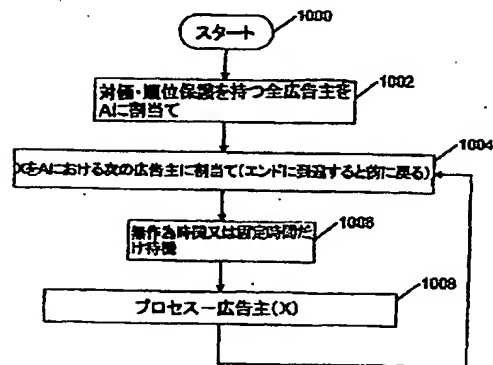 スタート
1000
対価・順位保護を持つ全広告主を
Aに割当て
1002
1004
XをAにおける次の広告主に割当て(エンドに到達すると的に戻る)
無作為時間又は固定時間だ
け待機
1006
プロセスー広告主(X)
1008